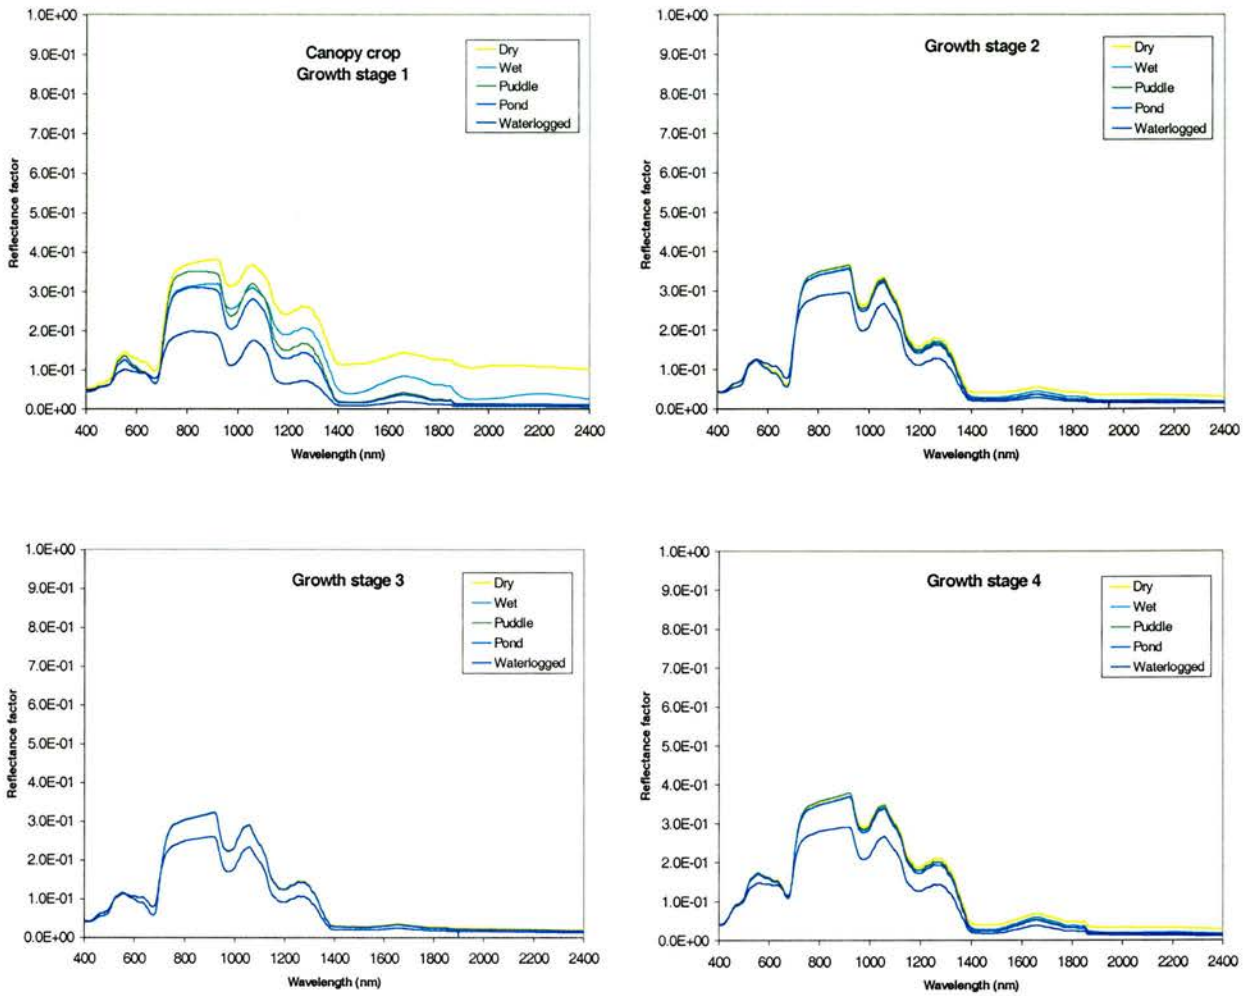 Canopy crop
Growth stage 1
Dry
Wet
Puddle
Pond
Waterlogged
Reflectance factor
1.0E+00
9.0E-01
8.0E-01
7.0E-01
6.0E-01
5.0E-01
4.0E-01
3.0E-01
2.0E-01
1.0E-01
0.0E+00
400 600 800 1000 1200 1400 1600 1800 2000 2200 2400
Wavelength (nm)
Growth stage 2
Dry
Wet
Puddle
Pond
Waterlogged
Reflectance factor
1.0E+00
9.0E-01
8.0E-01
7.0E-01
6.0E-01
5.0E-01
4.0E-01
3.0E-01
2.0E-01
1.0E-01
0.0E+00
400 600 800 1000 1200 1400 1600 1800 2000 2200 2400
Wavelength (nm)
Growth stage 3
Dry
Wet
Puddle
Pond
Waterlogged
Reflectance factor
1.0E+00
9.0E-01
8.0E-01
7.0E-01
6.0E-01
5.0E-01
4.0E-01
3.0E-01
2.0E-01
1.0E-01
0.0E+00
400 600 800 1000 1200 1400 1600 1800 2000 2200 2400
Wavelength (nm)
Growth stage 4
Dry
Wet
Puddle
Pond
Waterlogged
Reflectance factor
1.0E+00
9.0E-01
8.0E-01
7.0E-01
6.0E-01
5.0E-01
4.0E-01
3.0E-01
2.0E-01
1.0E-01
0.0E+00
400 600 800 1000 1200 1400 1600 1800 2000 2200 2400
Wavelength (nm)